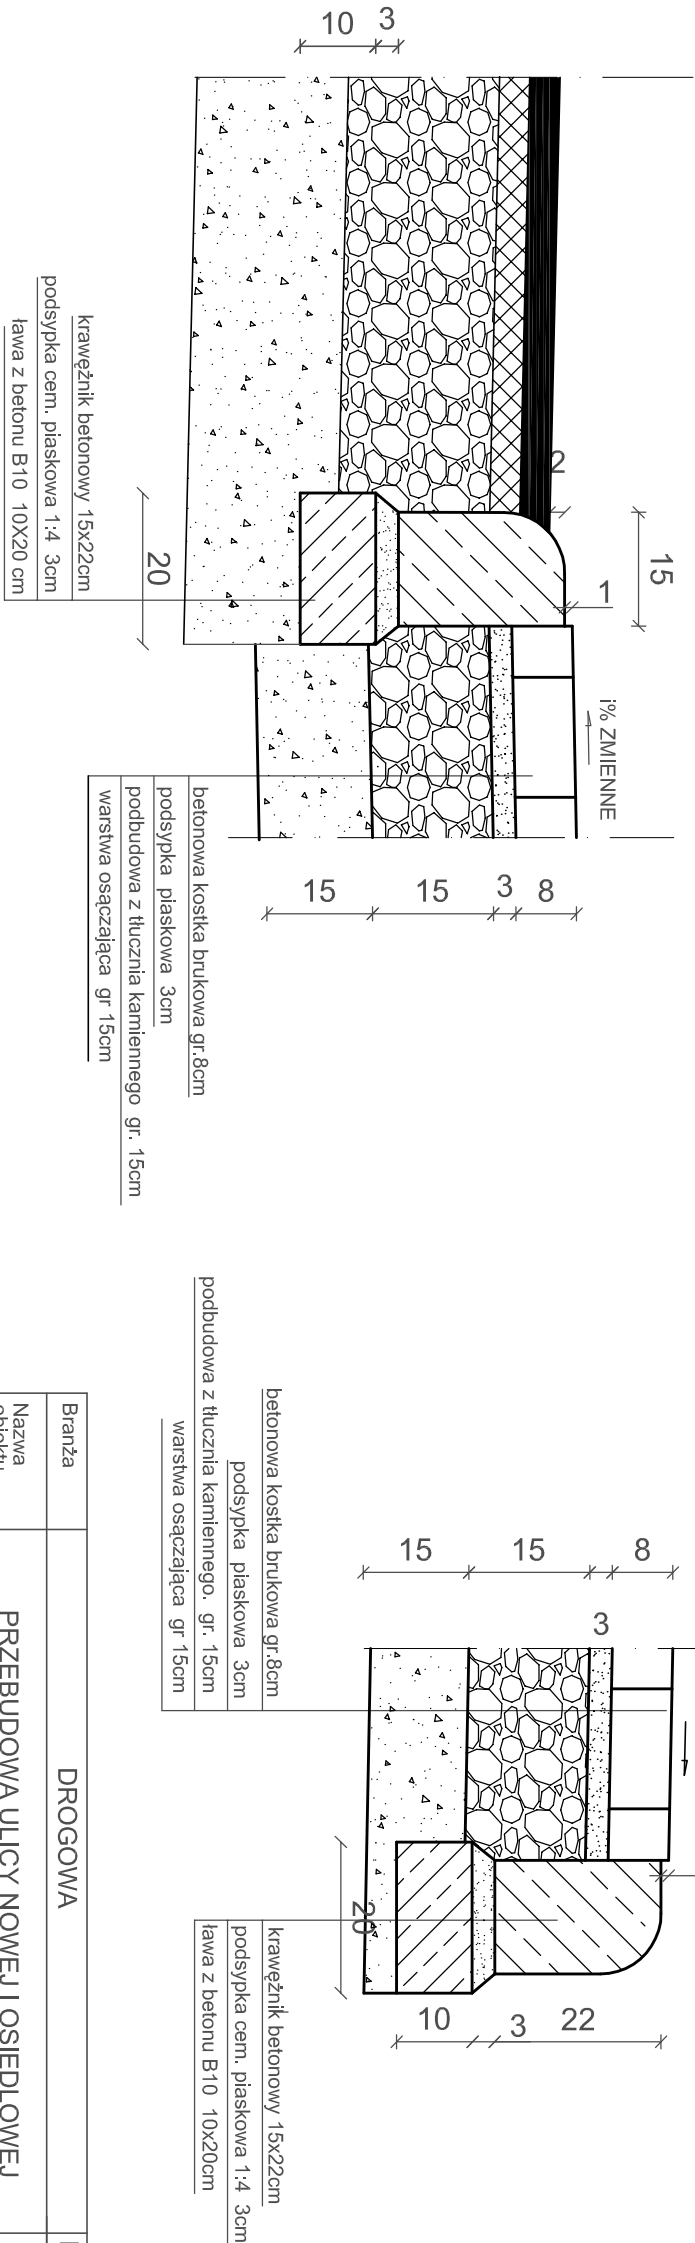 10 3
2
15
1
i% ZMIENNE
20
krawężnik betonowy 15x22cm
podsypka cem. piaskowa 1:4 3cm
ława z betonu B10 10X20 cm
15 15 3 8
betonowa kostka brukowa gr.8cm
podsypka piaskowa 3cm
podbudowa z tłucznia kamiennego gr. 15cm
warstwa osączająca gr 15cm
betonowa kostka brukowa gr.8cm
podsypka piaskowa 3cm
podbudowa z tłucznia kamiennego. gr. 15cm
warstwa osączająca gr 15cm
15 15 8
3
20
10 3 22
krawężnik betonowy 15x22cm
podsypka cem. piaskowa 1:4 3cm
ława z betonu B10 10x20cm
Branża
DROGOWA
Nazwa
obiektu
PRZEBUDOWA ULICY NOWEJ I OSIEDLOWEJ